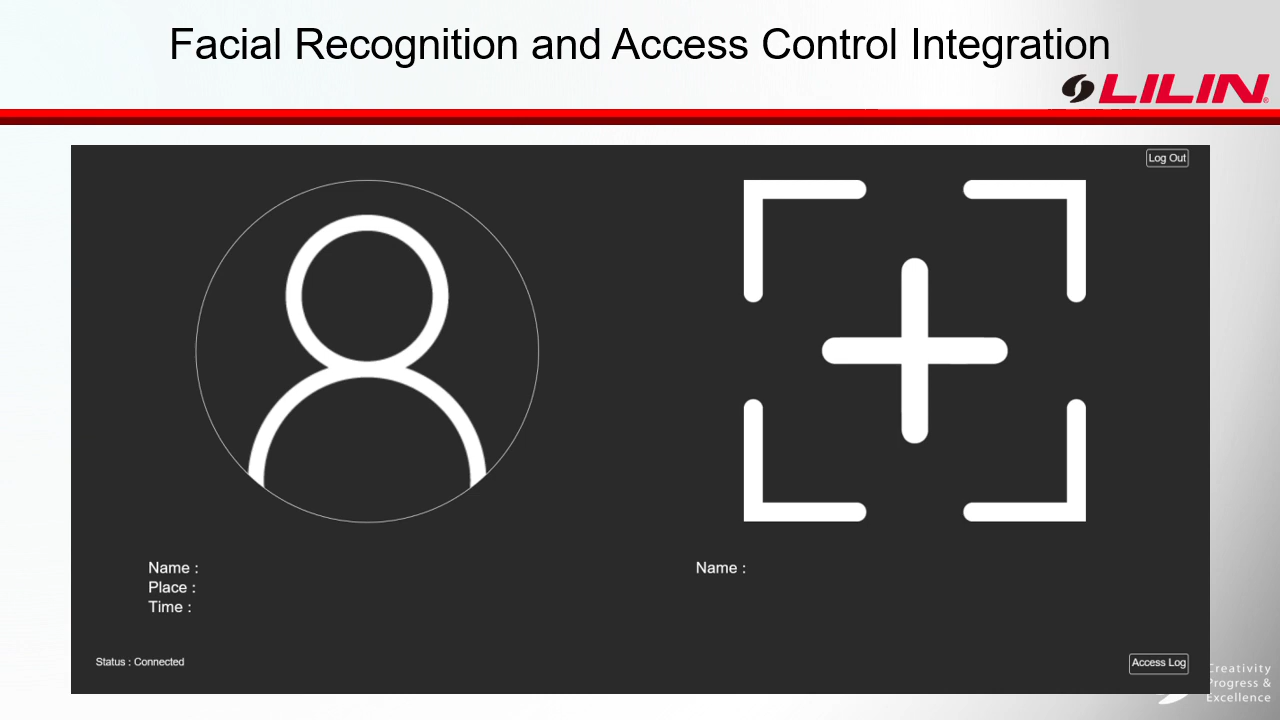 Facial Recognition and Access Control Integration
LILIN®
Log Out
Name :
Place :
Time :
Name :
Status : Connected
Access Log
Creativity
Progress &
Excellence